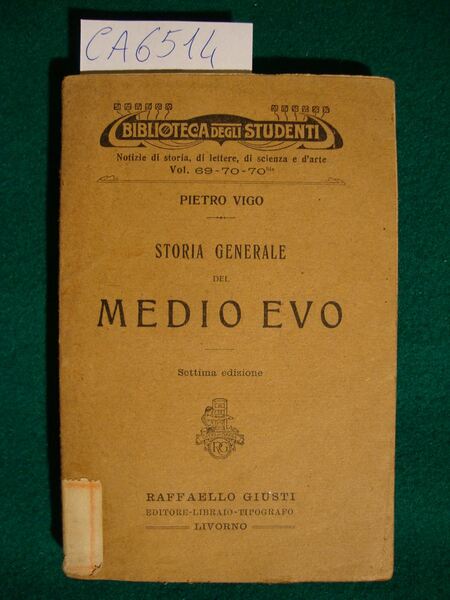 CA6514
BIBLIOTECA DEGLI STUDENTI
Notizie di storia, di lettere, di scienza e d'arte
Vol. 69-70-70bis
PIETRO VIGO
STORIA GENERALE
DEL
MEDIO EVO
Settima edizione
RG
RAFFAELLO GIUSTI
EDITORE-LIBRAIO-TIPOGRAFO
LIVORNO